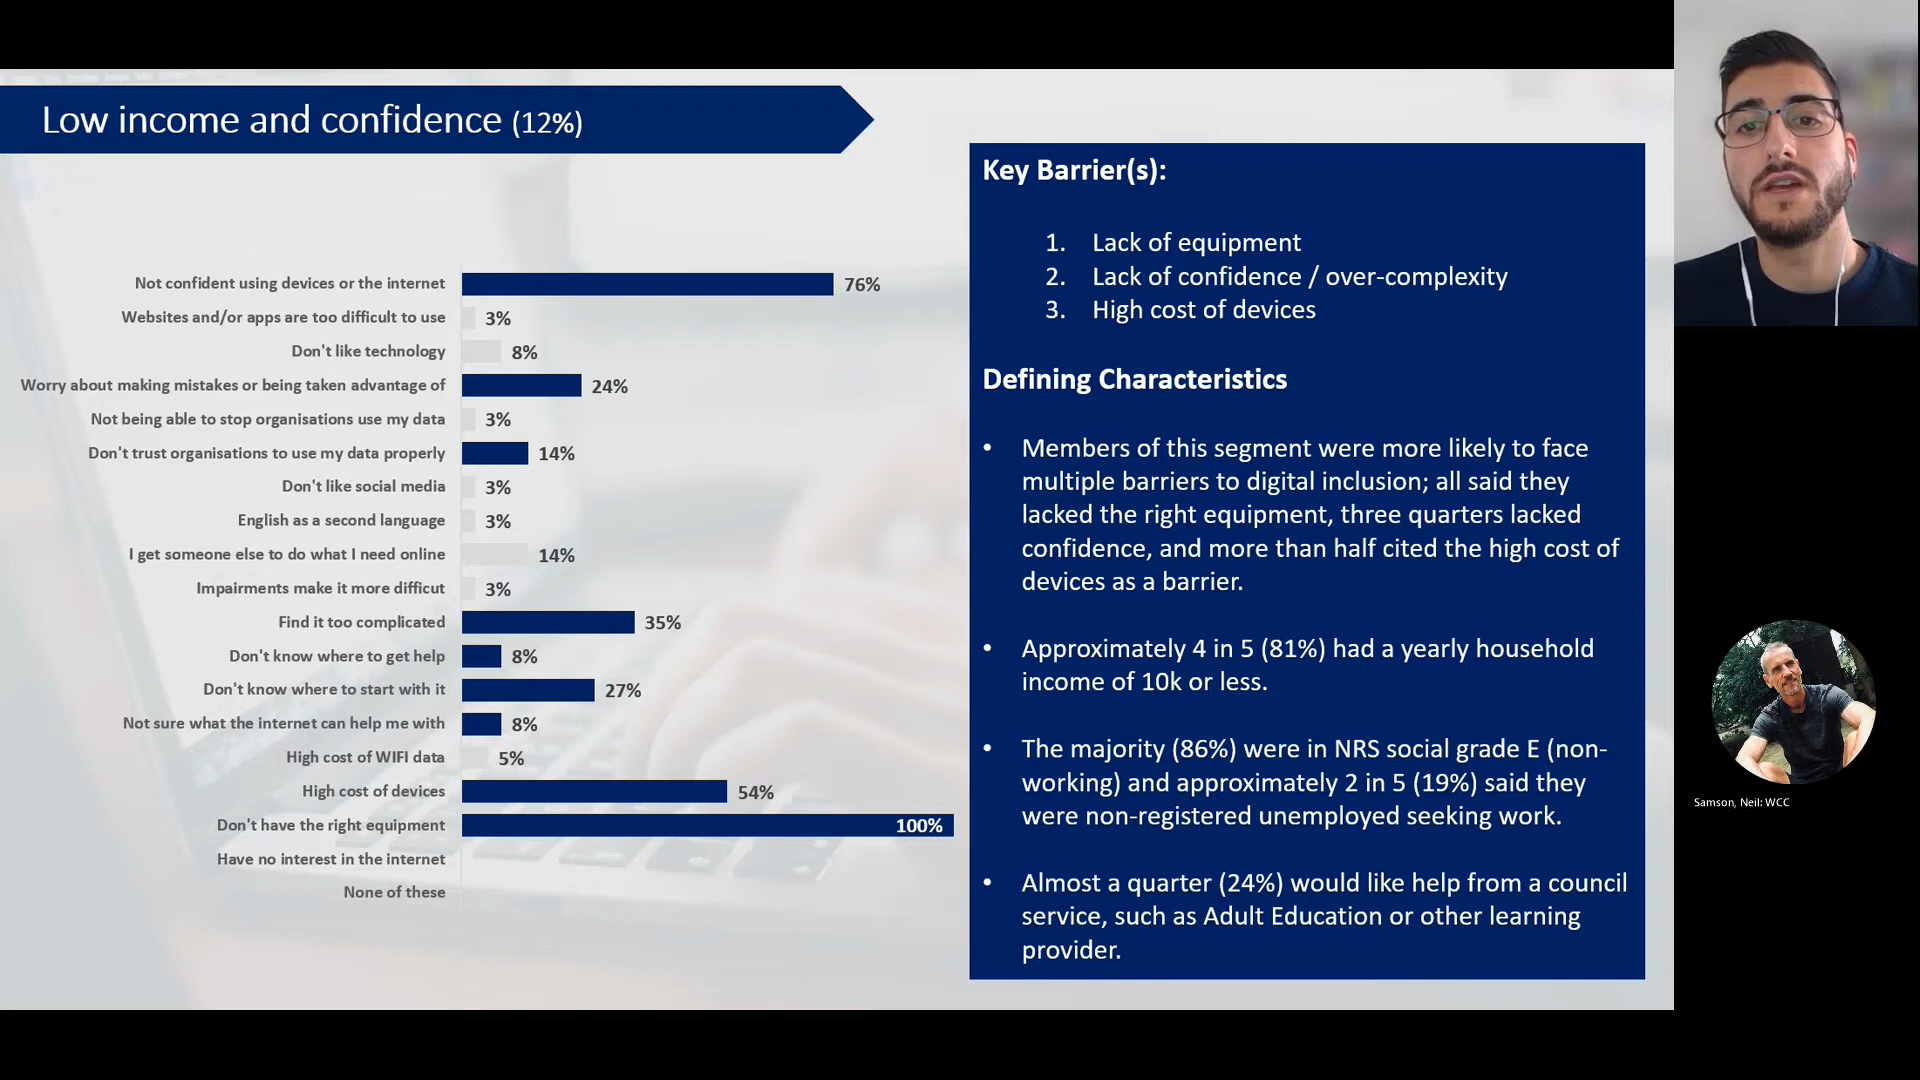 Low income and confidence (12%)
Not confident using devices or the internet 76%
Websites and/or apps are too difficult to use 3%
Don't like technology 8%
Worry about making mistakes or being taken advantage of 24%
Not being able to stop organisations use my data 3%
Don't trust organisations to use my data properly 14%
Don't like social media 3%
English as a second language 3%
I get someone else to do what I need online 14%
Impairments make it more difficut 3%
Find it too complicated 35%
Don't know where to get help 8%
Don't know where to start with it 27%
Not sure what the internet can help me with 8%
High cost of WIFI data 5%
High cost of devices 54%
Don't have the right equipment 100%
Have no interest in the internet
None of these
Key Barrier(s):
1. Lack of equipment
2. Lack of confidence / over-complexity
3. High cost of devices
Defining Characteristics
• Members of this segment were more likely to face
multiple barriers to digital inclusion; all said they
lacked the right equipment, three quarters lacked
confidence, and more than half cited the high cost of
devices as a barrier.
• Approximately 4 in 5 (81%) had a yearly household
income of 10k or less.
• The majority (86%) were in NRS social grade E (non-
working) and approximately 2 in 5 (19%) said they
were non-registered unemployed seeking work.
• Almost a quarter (24%) would like help from a council
service, such as Adult Education or other learning
provider.
Samson, Neil: WCC